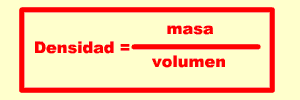 masa
Densidad =
volumen